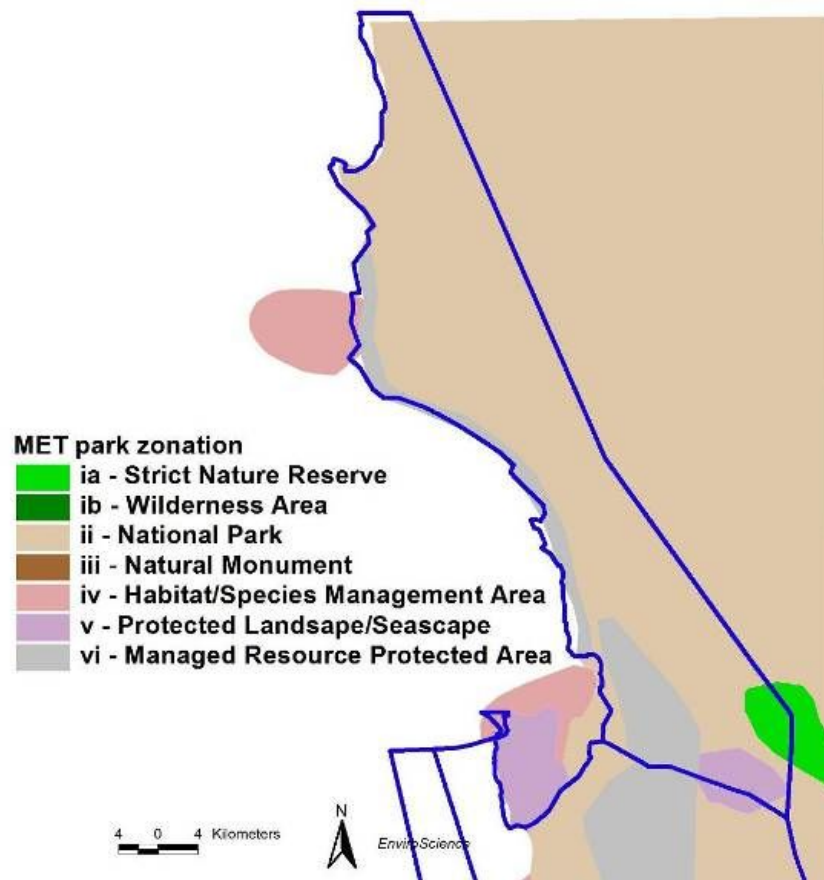 MET park zonation
ia - Strict Nature Reserve
ib - Wilderness Area
ii - National Park
iii - Natural Monument
iv - Habitat/Species Management Area
v - Protected Landsape/Seascape
vi - Managed Resource Protected Area
4 0 4 Kilometers
N
EnviroScience